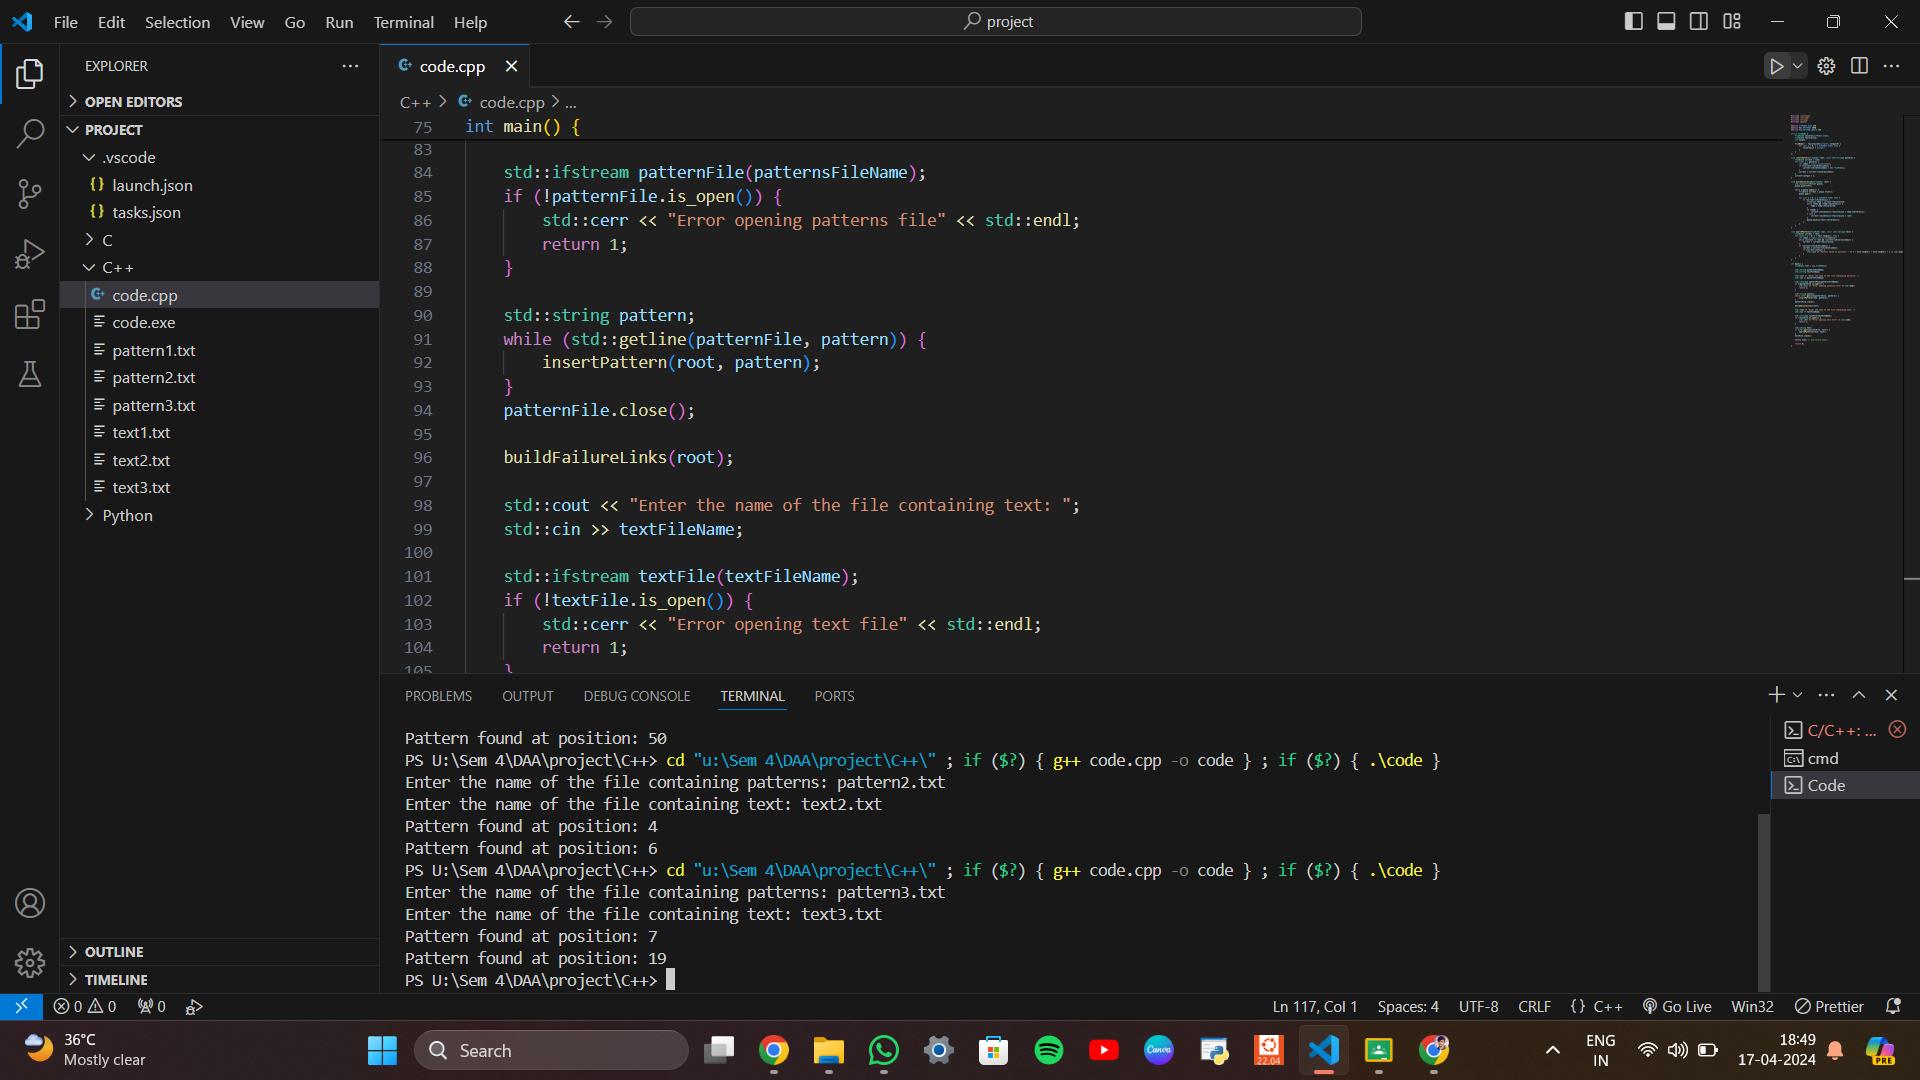 File Edit Selection View Go Run Terminal Help
project
EXPLORER
OPEN EDITORS
PROJECT
.vscode
launch.json
tasks.json
C
C++
code.cpp
code.exe
pattern1.txt
pattern2.txt
pattern3.txt
text1.txt
text2.txt
text3.txt
Python
OUTLINE
TIMELINE
code.cpp
C++ > code.cpp > ...
75 int main() {
83
84 std::ifstream patternFile(patternsFileName);
85 if (!patternFile.is_open()) {
86 std::cerr << "Error opening patterns file" << std::endl;
87 return 1;
88 }
89
90 std::string pattern;
91 while (std::getline(patternFile, pattern)) {
92 insertPattern(root, pattern);
93 }
94 patternFile.close();
95
96 buildFailureLinks(root);
97
98 std::cout << "Enter the name of the file containing text: ";
99 std::cin >> textFileName;
100
101 std::ifstream textFile(textFileName);
102 if (!textFile.is_open()) {
103 std::cerr << "Error opening text file" << std::endl;
104 return 1;
105 }
PROBLEMS OUTPUT DEBUG CONSOLE TERMINAL PORTS
Pattern found at position: 50
PS U:\Sem 4\DAA\project\C++> cd "u:\Sem 4\DAA\project\C++\" ; if ($?) { g++ code.cpp -o code } ; if ($?) { .\code }
Enter the name of the file containing patterns: pattern2.txt
Enter the name of the file containing text: text2.txt
Pattern found at position: 4
Pattern found at position: 6
PS U:\Sem 4\DAA\project\C++> cd "u:\Sem 4\DAA\project\C++\" ; if ($?) { g++ code.cpp -o code } ; if ($?) { .\code }
Enter the name of the file containing patterns: pattern3.txt
Enter the name of the file containing text: text3.txt
Pattern found at position: 7
Pattern found at position: 19
PS U:\Sem 4\DAA\project\C++>
C/C++: ...
cmd
Code
0 0 0
Ln 117, Col 1 Spaces: 4 UTF-8 CRLF {} C++ Go Live Win32 Prettier
36°C
Mostly clear
Search
Canva
22.04
ENG
IN
18:49
17-04-2024
PRE